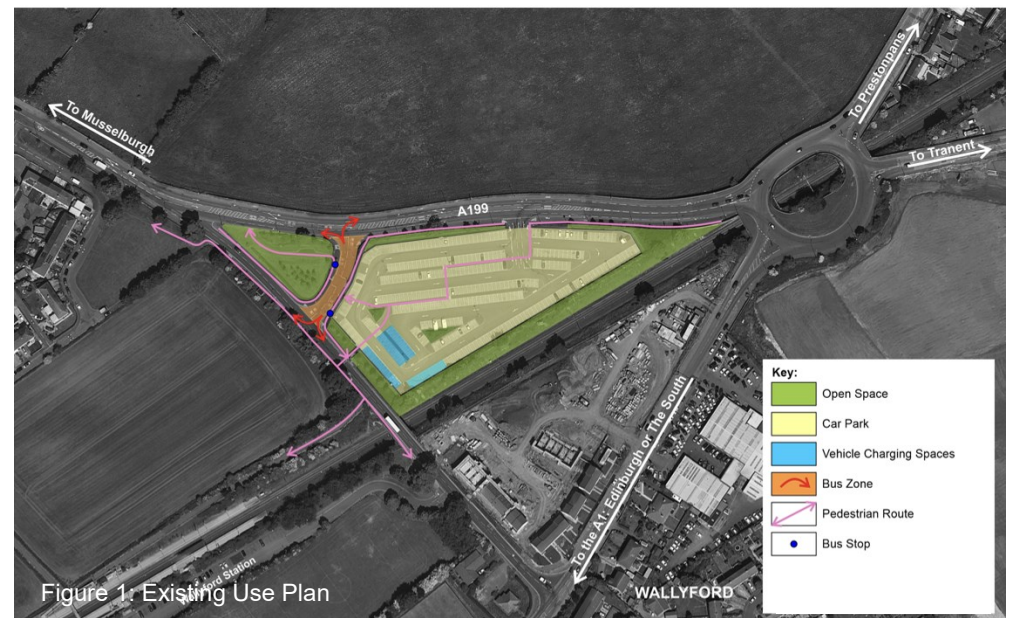 To Musselburgh
To Prestonpans
To Tranent
A199
To the A1: Edinburgh or The South
Key:
Open Space
Car Park
Vehicle Charging Spaces
Bus Zone
Pedestrian Route
Bus Stop
Station
Figure 1: Existing Use Plan
WALLYFORD